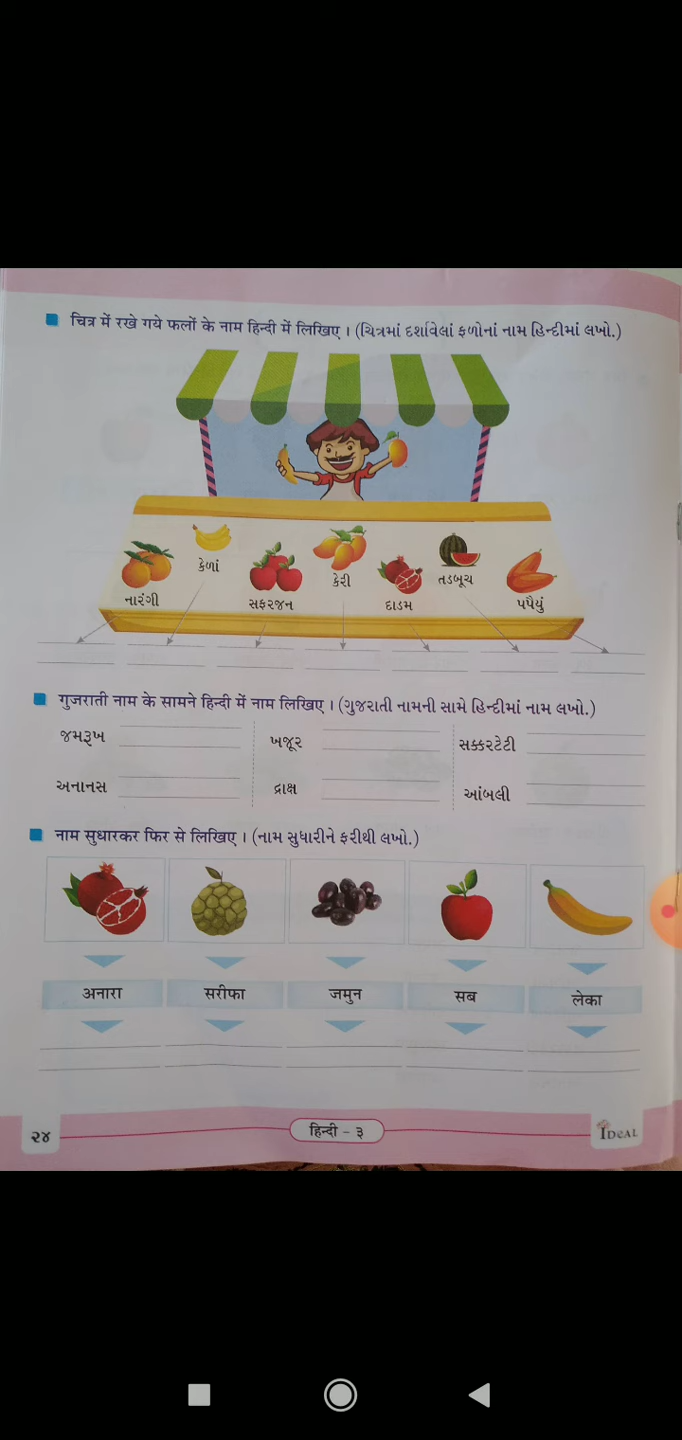 चित्र में रखे गये फलों के नाम हिन्दी में लिखिए । (ચિત્રમાં દર્શાવેલાં ફળોનાં નામ હિન્દીમાં લખો.)
નારંગી
કેળાં
સફરજન
કેરી
દાડમ
તડબૂચ
પપૈયું
गुजराती नाम के सामने हिन्दी में नाम लिखिए । (ગુજરાતી નામની સામે હિન્દીમાં નામ લખો.)
જમરૂખ ખજૂર સક્કરટેટી
અનાનસ દ્રાક્ષ આંબલી
नाम सुधारकर फिर से लिखिए । (નામ સુધારીને ફરીથી લખો.)
अनारा सरीफा जमुन सब लेका
२४ हिन्दी - ३ IDEAL